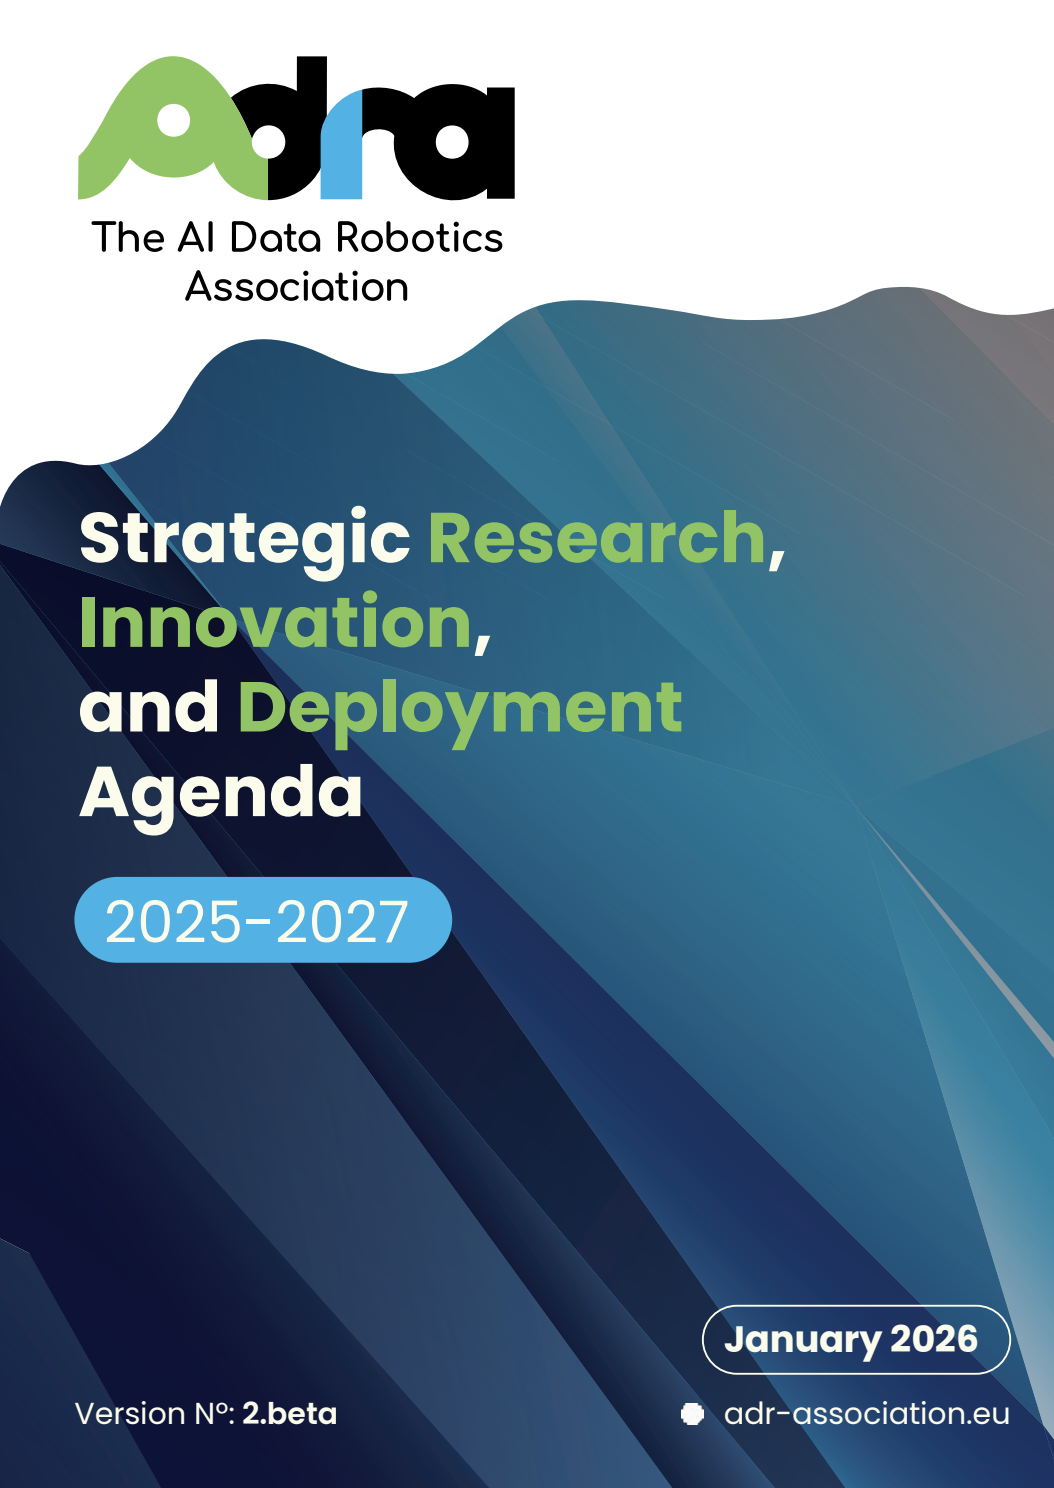 Adra
The AI Data Robotics
Association
Strategic Research,
Innovation,
and Deployment
Agenda
2025-2027
January 2026
Version Nº: 2.beta
adr-association.eu